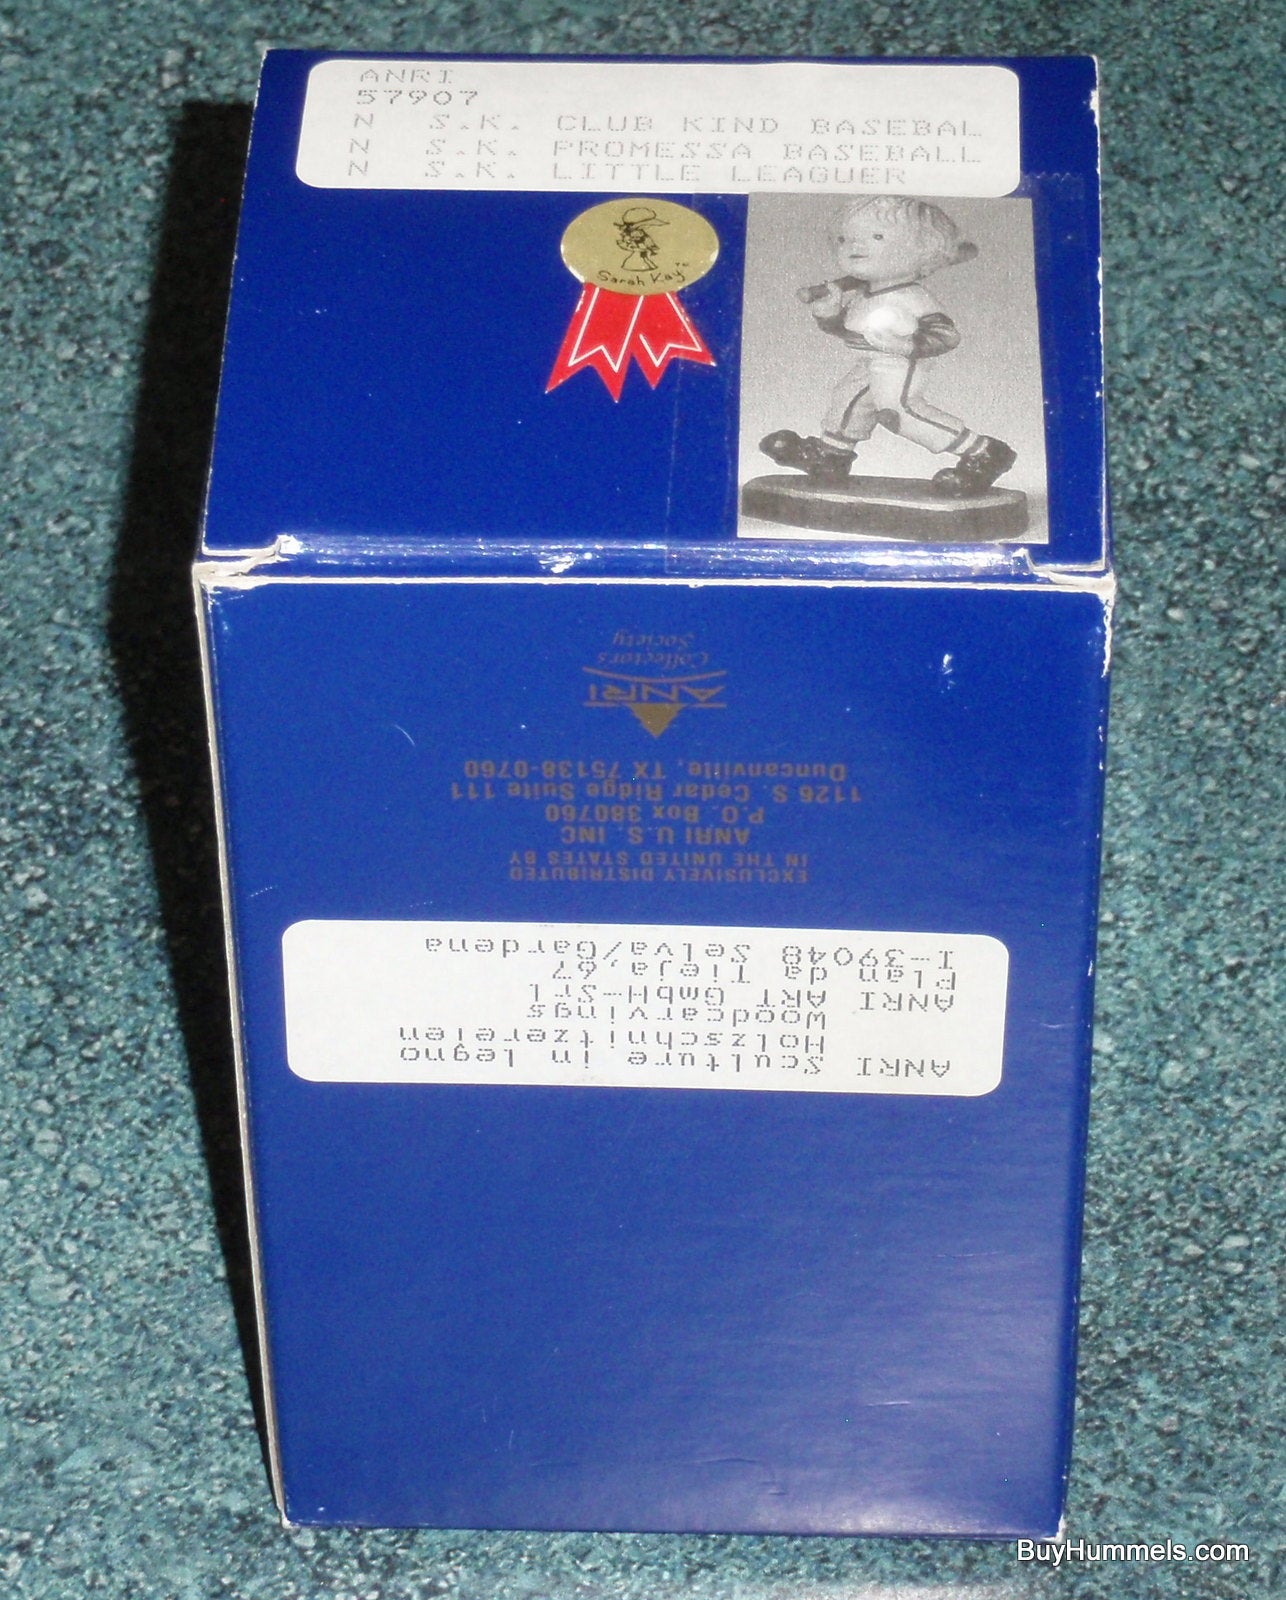 ANRI
57907
N S.K. CLUB KIND BASEBAL
N S.K. PROMESSA BASEBALL
N S.K. LITTLE LEAGUER
Sarah Kay™
EXCLUSIVELY DISTRIBUTED
IN THE UNITED STATES BY
ANRI U.S. INC
P.O. Box 380760
1126 S. Cedar Ridge Suite 111
Duncanville, TX 75138-0760
ANRI
Collectors
Society
ANRI Sculture in legno
Holzschnitzereien
Woodcarvings
ANRI ART GmbH-Srl
Plan da Tieja,67
I-39048 Selva/Gardena
BuyHummels.com